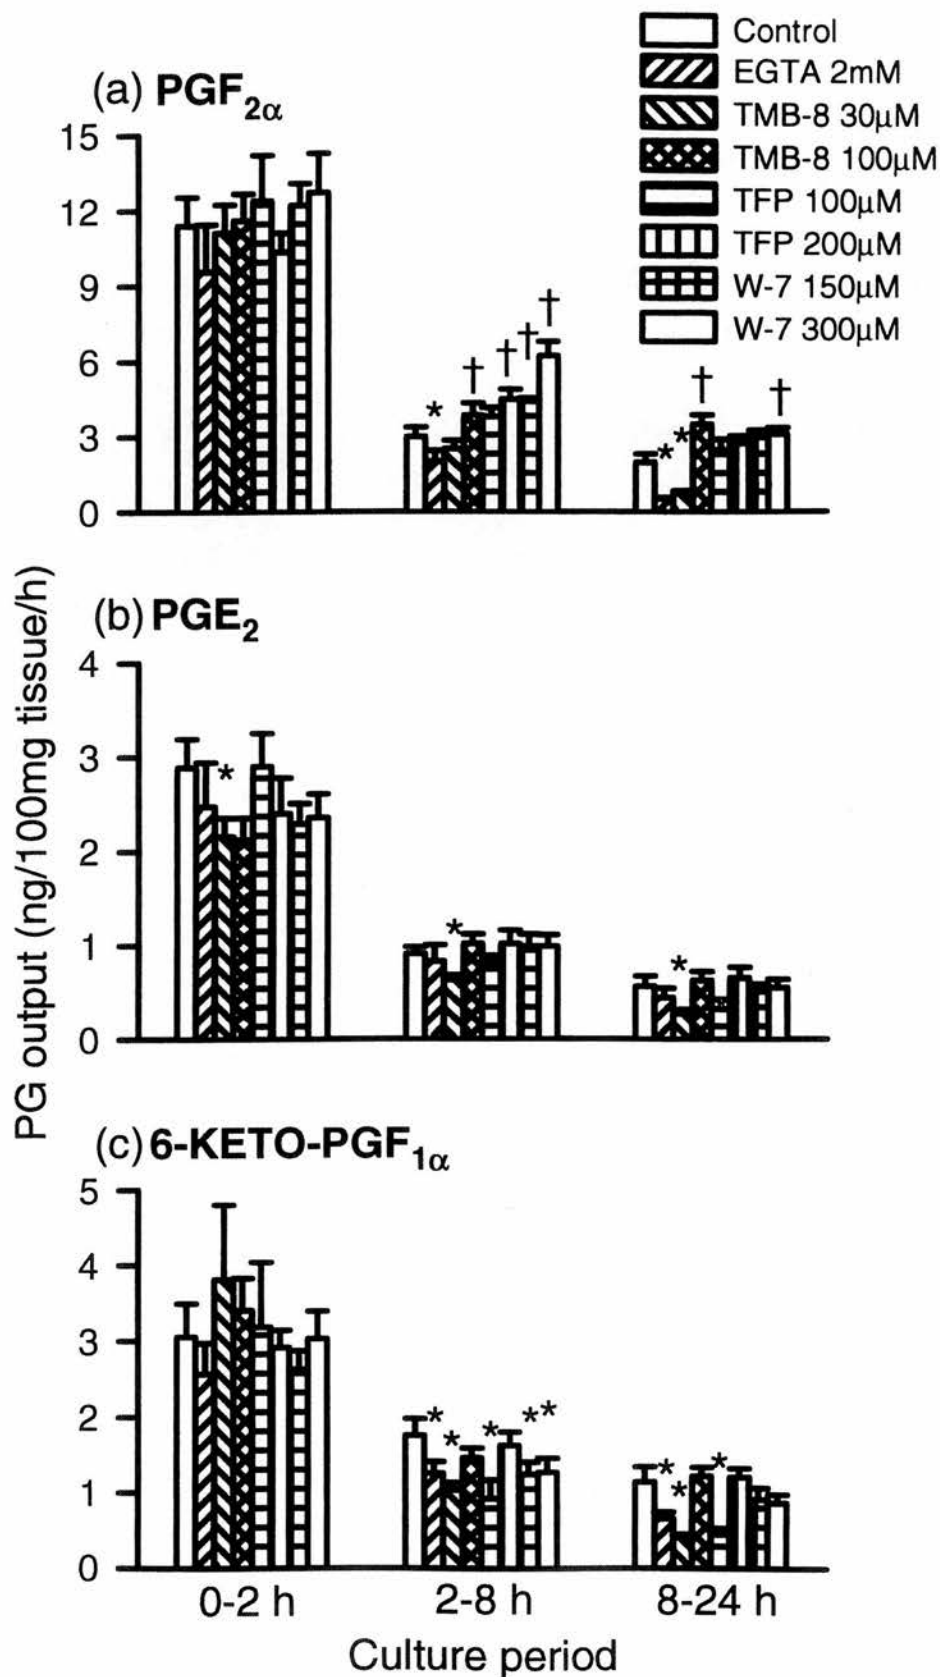 Control
EGTA 2mM
TMB-8 30µM
TMB-8 100µM
TFP 100µM
TFP 200µM
W-7 150µM
W-7 300µM
(a) PGF2α
15
12
9
6
3
0
† † † †
*
† †
* *
PG output (ng/100mg tissue/h)
(b) PGE2
4
3
2
1
0
*
*
*
(c) 6-KETO-PGF1α
5
4
3
2
1
0
* * * * *
* * *
0-2 h 2-8 h 8-24 h
Culture period